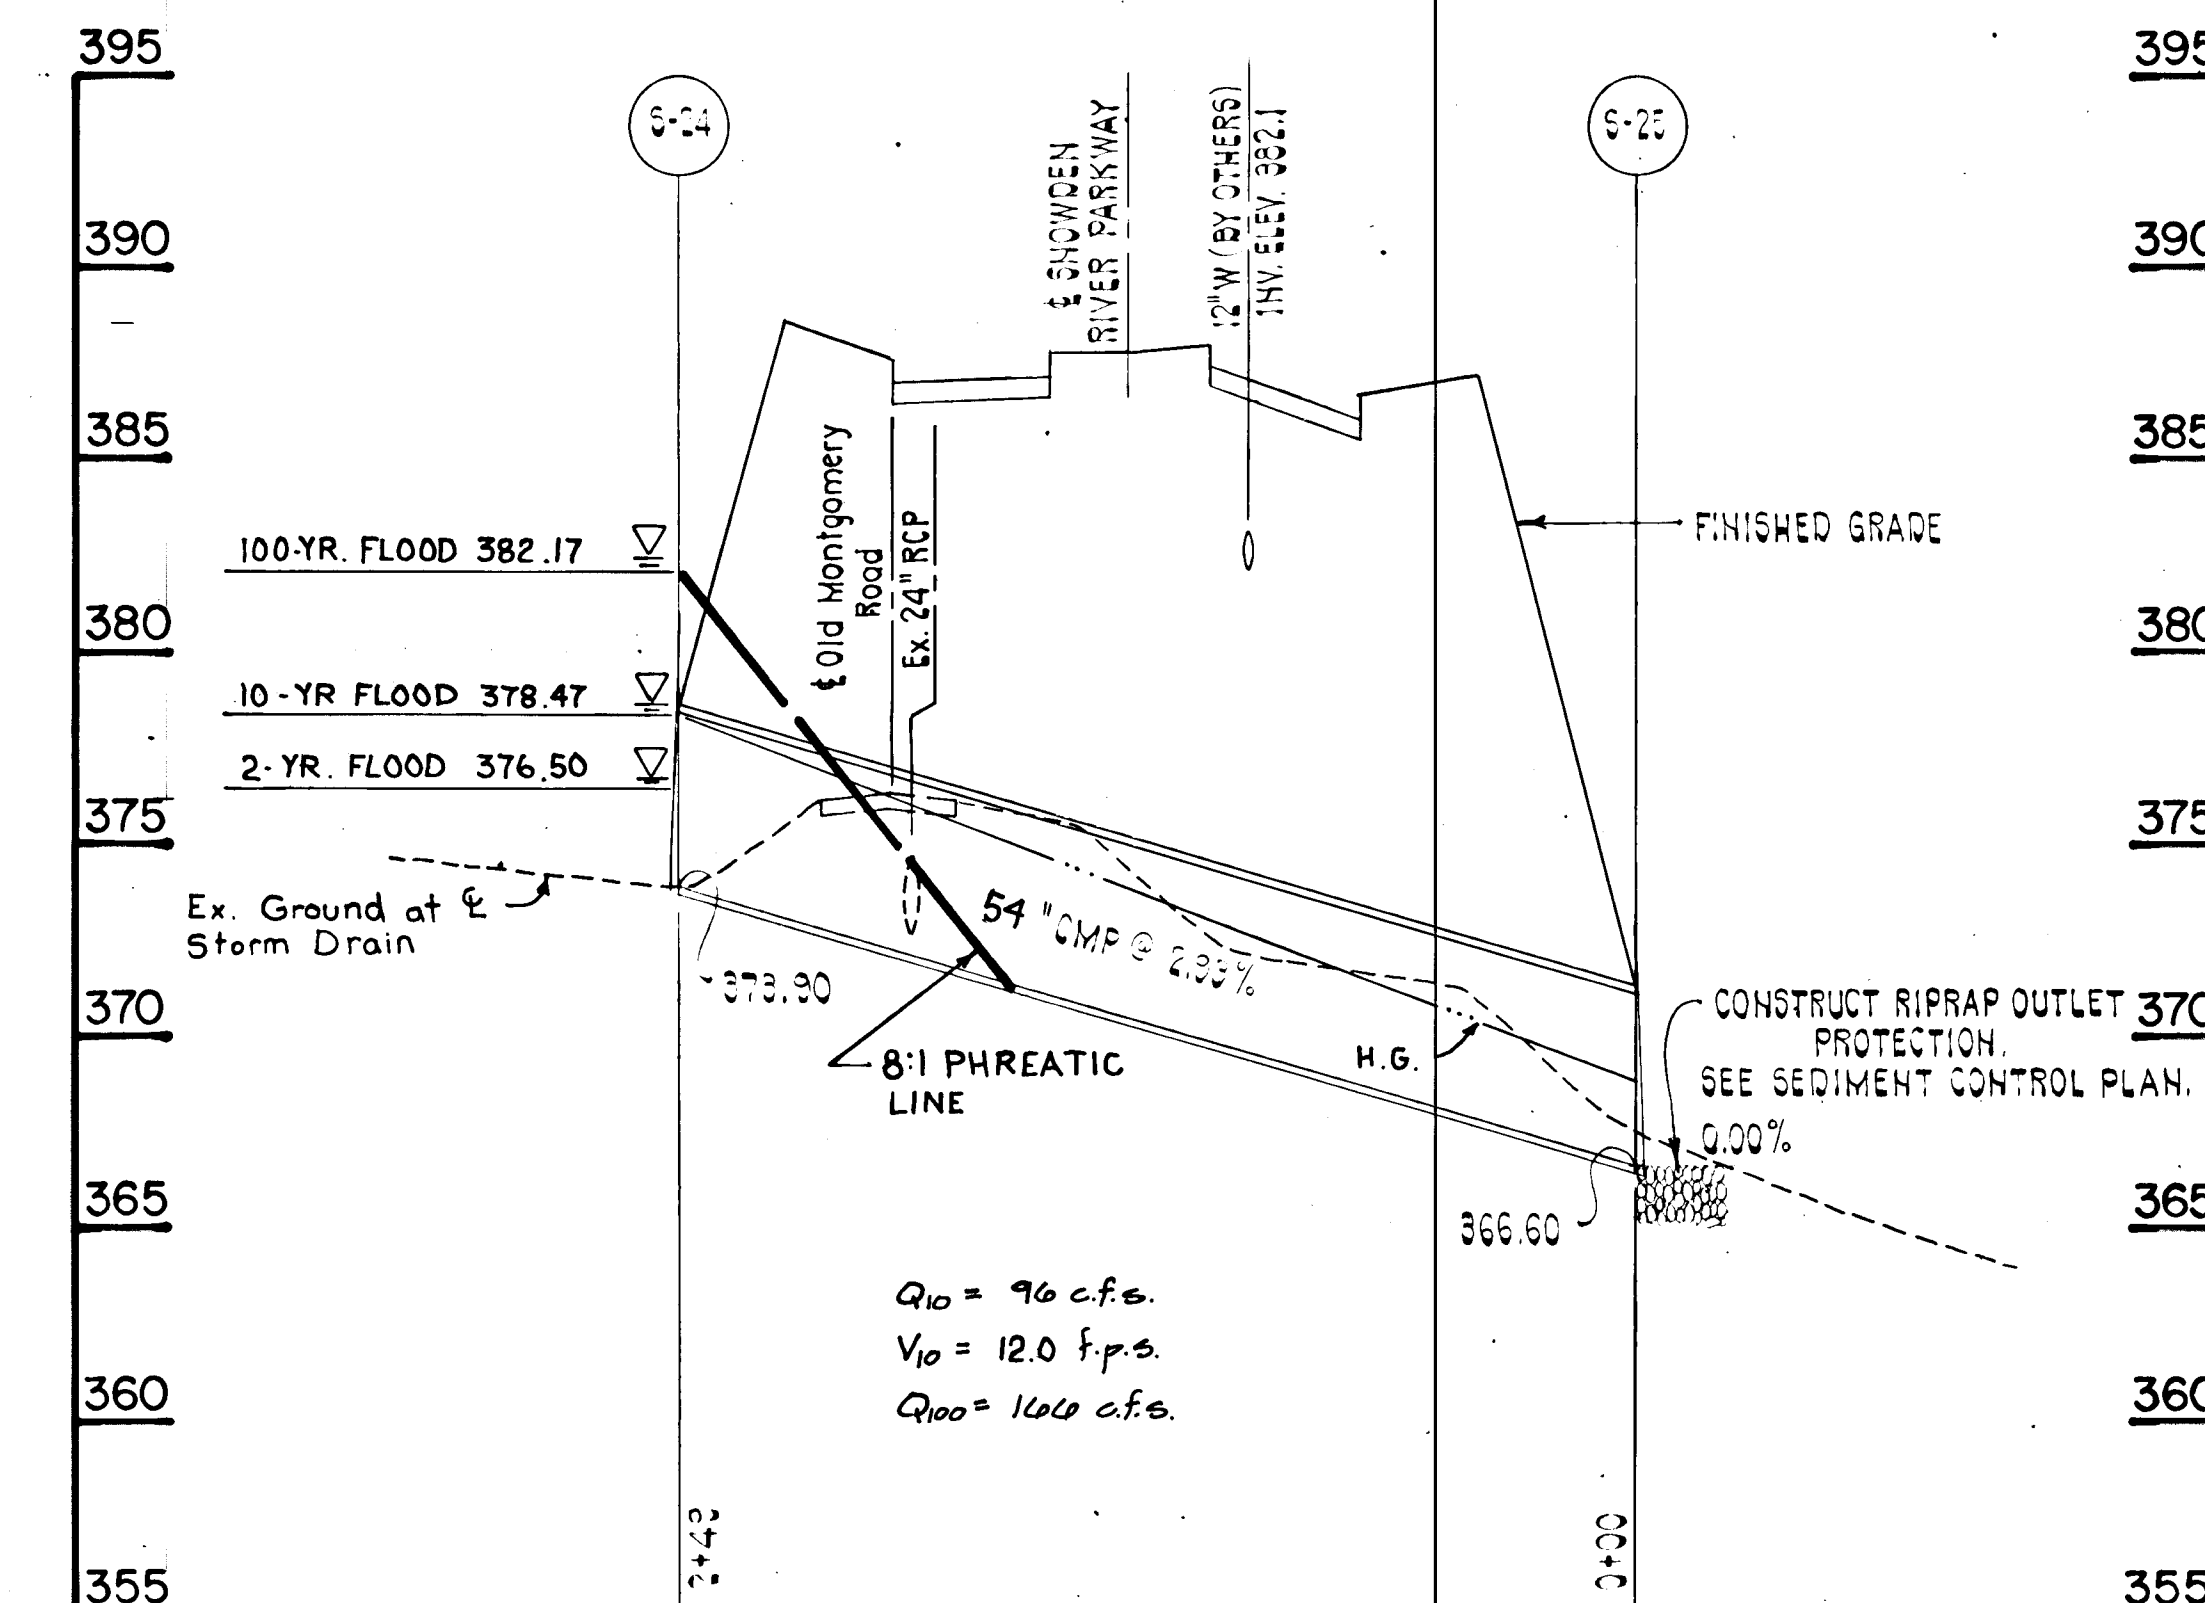 395
390
385
380
375
370
365
360
355
S-24
S-25
℄ SNOWDEN
RIVER PARKWAY
12" W (BY OTHERS)
INV. ELEV. 382.1
395
390
385
380
375
370
365
360
355
100-YR. FLOOD 382.17
10-YR FLOOD 378.47
2-YR. FLOOD 376.50
℄ Old Montgomery
Road
Ex. 24" RCP
FINISHED GRADE
Ex. Ground at ℄
Storm Drain
373.90
54" CMP @ 2.93%
8:1 PHREATIC
LINE
H.G.
CONSTRUCT RIPRAP OUTLET
PROTECTION.
SEE SEDIMENT CONTROL PLAN.
0.00%
366.60
Q10 = 96 c.f.s.
V10 = 12.0 f.p.s.
Q100 = 166 c.f.s.
0+00